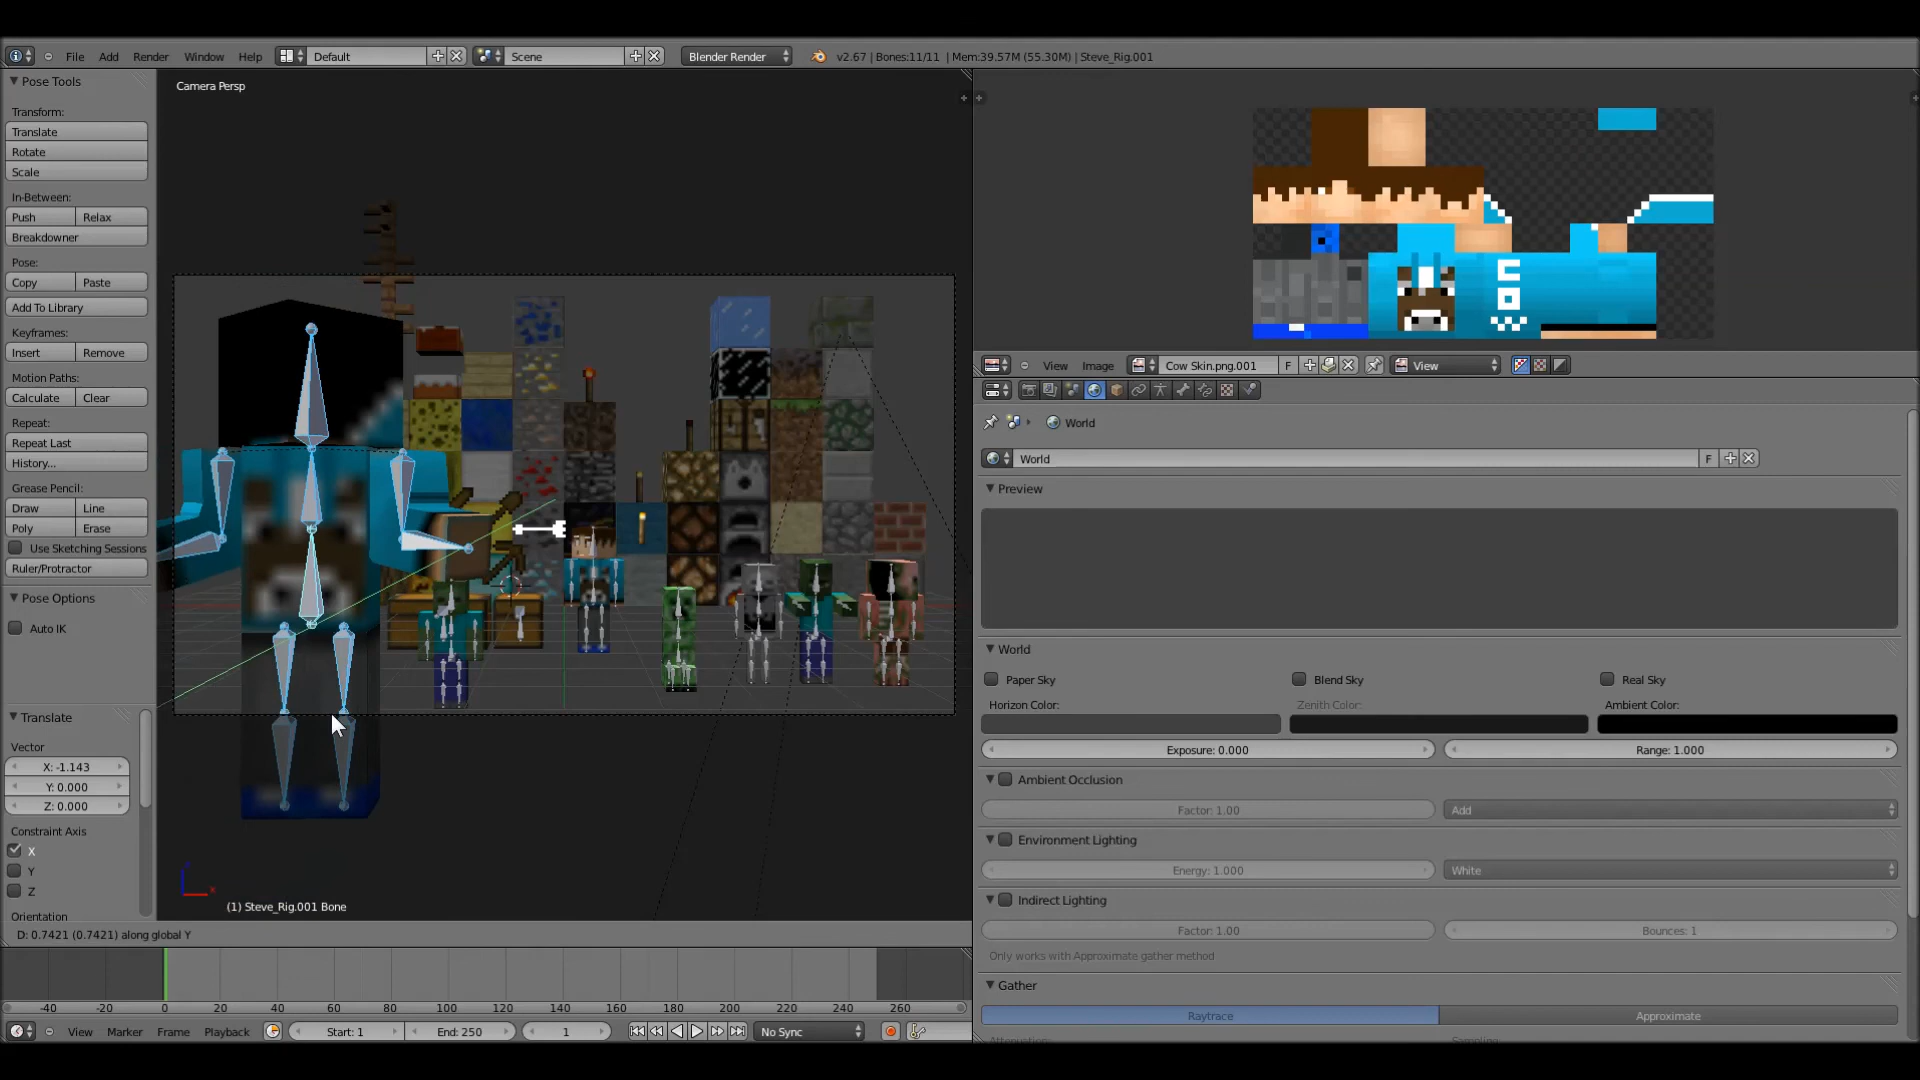 File Add Render Window Help Default Scene Blender Render v2.67 | Bones:11/11 | Mem:39.57M (55.30M) | Steve_Rig.001
Pose Tools
Transform:
Translate
Rotate
Scale
In-Between:
Push Relax
Breakdowner
Pose:
Copy Paste
Add To Library
Keyframes:
Insert Remove
Motion Paths:
Calculate Clear
Repeat:
Repeat Last
History...
Grease Pencil:
Draw Line
Poly Erase
Use Sketching Sessions
Ruler/Protractor
Pose Options
Auto IK
Translate
Vector
X: -1.143
Y: 0.000
Z: 0.000
Constraint Axis
X
Y
Z
Orientation
Camera Persp
(1) Steve_Rig.001 Bone
D: 0.7421 (0.7421) along global Y
-40 -20 0 20 40 60 80 100 120 140 160 180 200 220 240 260
View Marker Frame Playback Start: 1 End: 250 1 No Sync
View Image Cow Skin.png.001 F View
World
World F
Preview
World
Paper Sky Blend Sky Real Sky
Horizon Color: Zenith Color: Ambient Color:
Exposure: 0.000 Range: 1.000
Ambient Occlusion
Factor: 1.00 Add
Environment Lighting
Energy: 1.000 White
Indirect Lighting
Factor: 1.00 Bounces: 1
Only works with Approximate gather method
Gather
Raytrace Approximate